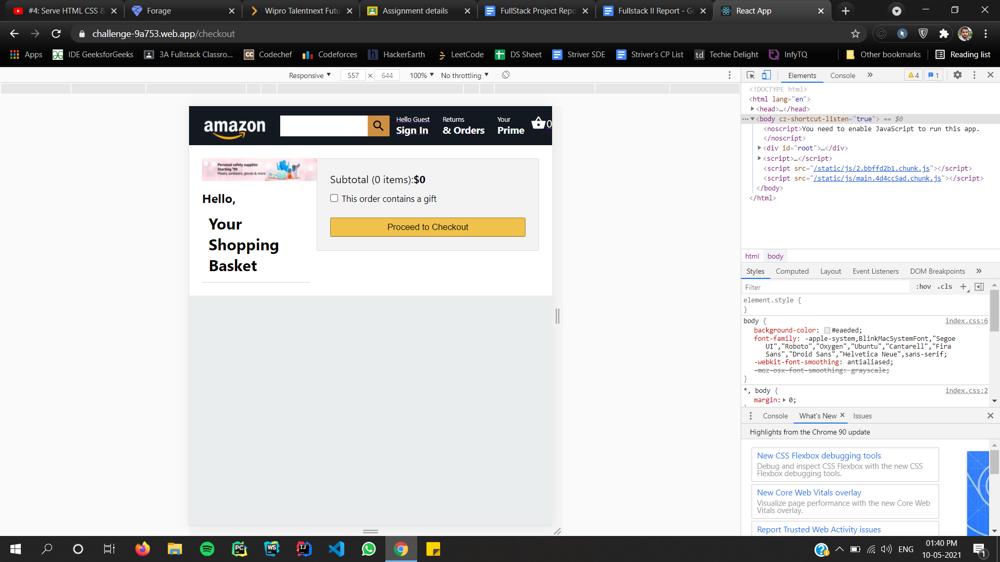 #4: Serve HTML CSS &
Forage
Wipro Talentnext Futu
Assignment details
FullStack Project Repo
Fullstack II Report - Go
React App
challenge-9a753.web.app/checkout
Apps
IDE GeeksforGeeks
3A Fullstack Classro...
CC Codechef
Codeforces
h HackerEarth
LeetCode
DS Sheet
Striver SDE
Striver's CP List
td Techie Delight
InfyTQ
Other bookmarks
Reading list
Responsive 557 × 644 100% No throttling
amazon
Hello Guest
Sign In
Returns
& Orders
Your
Prime
0
Personal safety supplies
Starting ₹99
Masks, sanitizers, gloves & more
Hello,
Your
Shopping
Basket
Subtotal (0 items):$0
This order contains a gift
Proceed to Checkout
Elements Console » 4 1
<!DOCTYPE html>
<html lang="en">
<head>…</head>
…<body cz-shortcut-listen="true"> == $0
<noscript>You need to enable JavaScript to run this app.
</noscript>
<div id="root">…</div>
<script>…</script>
<script src="/static/js/2.bbffd2b1.chunk.js"></script>
<script src="/static/js/main.4d4cc5ad.chunk.js"></script>
</body>
</html>
html body
Styles Computed Layout Event Listeners DOM Breakpoints »
Filter :hov .cls +
element.style {
}
body { index.css:6
background-color: #eaeded;
font-family: -apple-system,BlinkMacSystemFont,"Segoe
UI","Roboto","Oxygen","Ubuntu","Cantarell","Fira
Sans","Droid Sans","Helvetica Neue",sans-serif;
-webkit-font-smoothing: antialiased;
-moz-osx-font-smoothing: grayscale;
}
*, body { index.css:2
margin: 0;
Console What's New × Issues
Highlights from the Chrome 90 update
New CSS Flexbox debugging tools
Debug and inspect CSS Flexbox with the new CSS
Flexbox debugging tools.
New Core Web Vitals overlay
Visualize page performance with the new Core Web
Vitals overlay.
Report Trusted Web Activity issues
PC
WS
IJ
ENG
01:40 PM
10-05-2021
1